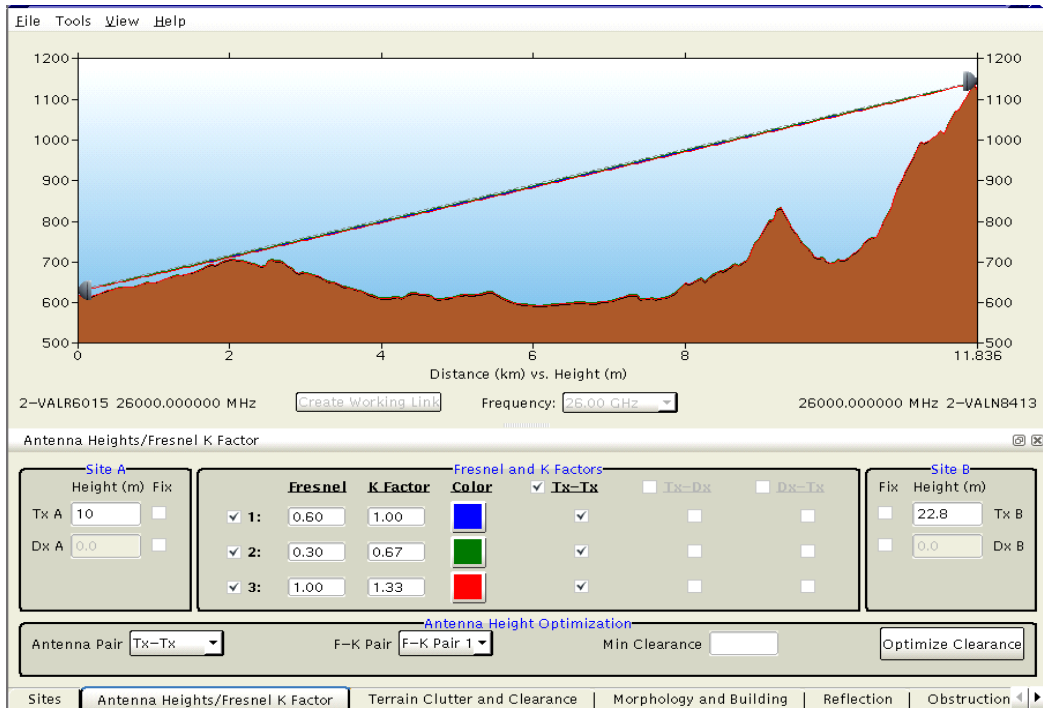 File Tools View Help
1200 1200
1100 1100
1000 1000
900 900
800 800
700 700
600 600
500 500
0 2 4 6 8 11.836
Distance (km) vs. Height (m)
2-VALR6015 26000.000000 MHz Create Working Link Frequency: 26.00 GHz 26000.000000 MHz 2-VALN8413
Antenna Heights/Fresnel K Factor
Site A Fresnel and K Factors Site B
Height (m) Fix Fresnel K Factor Color Tx-Tx Tx-Dx Dx-Tx Fix Height (m)
Tx A 10 1: 0.60 1.00 22.8 Tx B
Dx A 0.0 2: 0.30 0.67 0.0 Dx B
3: 1.00 1.33
Antenna Height Optimization
Antenna Pair Tx-Tx F-K Pair F-K Pair 1 Min Clearance Optimize Clearance
Sites Antenna Heights/Fresnel K Factor Terrain Clutter and Clearance Morphology and Building Reflection Obstruction